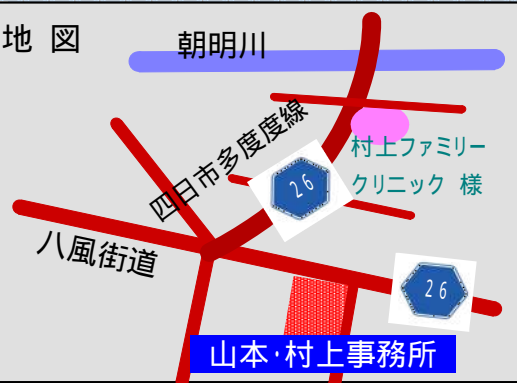 地 図
朝明川
四日市多度度線
村上ファミリー
クリニック 様
26
八風街道
26
山本･村上事務所